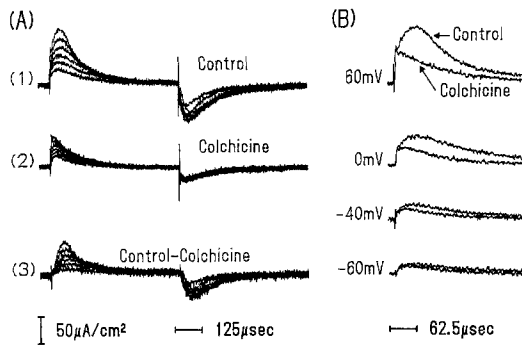 (A)
(1)
Control
(2)
Colchicine
(3)
Control-Colchicine
50μA/cm²
125μsec
(B)
Control
60mV
Colchicine
0mV
-40mV
-60mV
62.5μsec